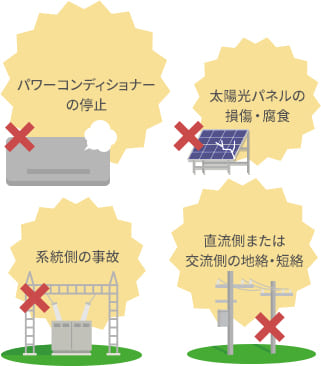 パワーコンディショナー
の停止
太陽光パネルの
損傷・腐食
系統側の事故
直流側または
交流側の地絡・短絡